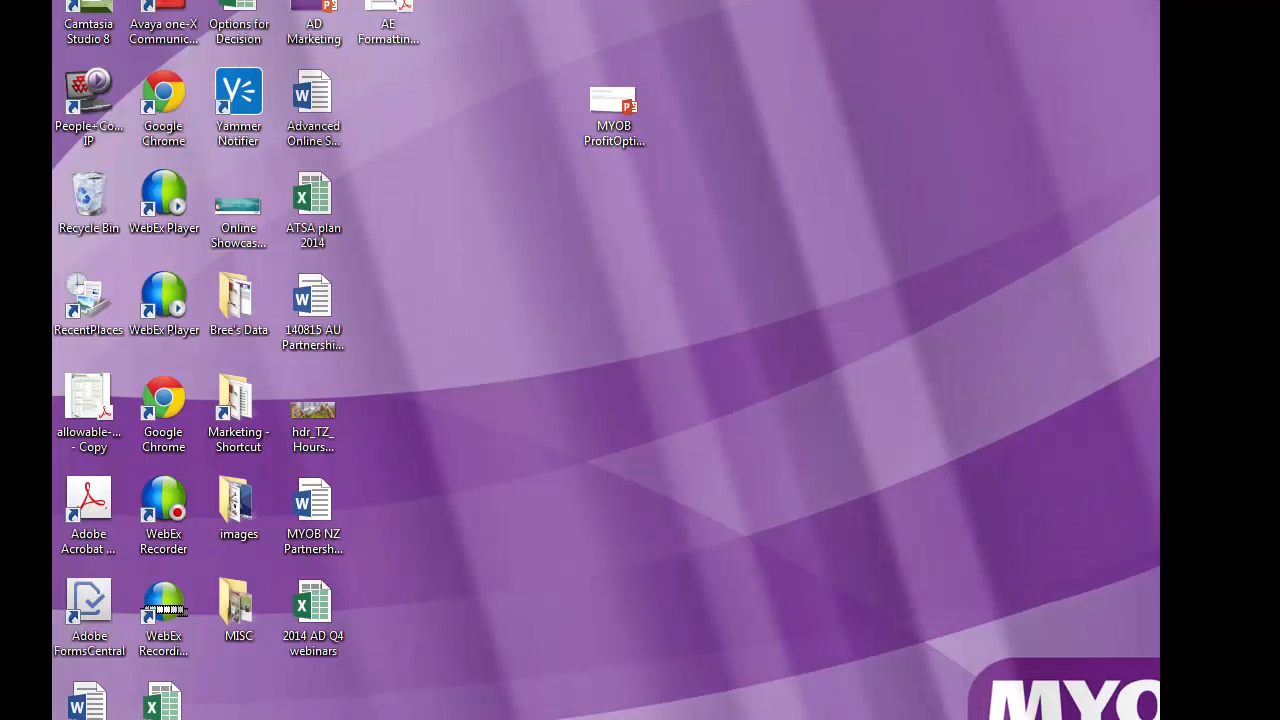 Camtasia
Studio 8
Avaya one-X
Communic...
Options for
Decision
AD
Marketing
AE
Formattin...
People+Co...
IP
Google
Chrome
Yammer
Notifier
Advanced
Online S...
MYOB
ProfitOpti...
Recycle Bin
WebEx Player
Online
Showcas...
ATSA plan
2014
RecentPlaces
WebEx Player
Bree's Data
140815 AU
Partnershi...
allowable-...
- Copy
Google
Chrome
Marketing -
Shortcut
hdr_TZ_
Hours...
Adobe
Acrobat ...
WebEx
Recorder
images
MYOB NZ
Partnersh...
Adobe
FormsCentral
WebEx
Recordi...
MISC
2014 AD Q4
webinars
MYO